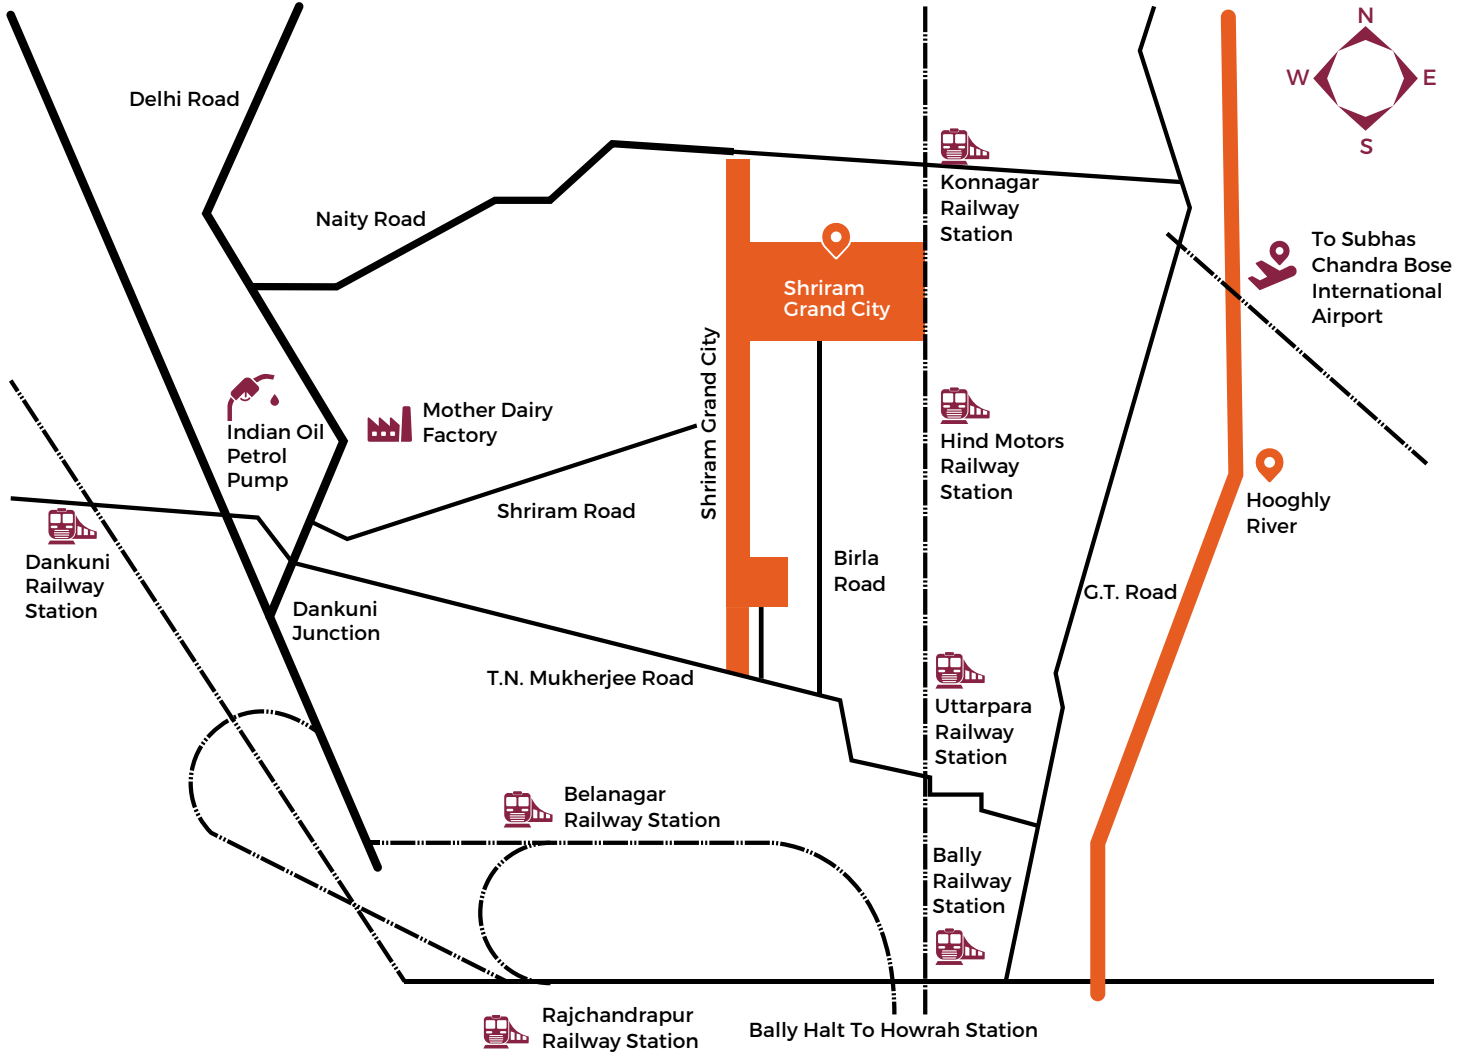 N
W
E
S
Delhi Road
Naity Road
Konnagar
Railway
Station
To Subhas
Chandra Bose
International
Airport
Shriram
Grand City
Shriram Grand City
Indian Oil
Petrol
Pump
Mother Dairy
Factory
Hind Motors
Railway
Station
Shriram Road
Hooghly
River
Dankuni
Railway
Station
Birla
Road
G.T. Road
Dankuni
Junction
T.N. Mukherjee Road
Uttarpara
Railway
Station
Belanagar
Railway Station
Bally
Railway
Station
Rajchandrapur
Railway Station
Bally Halt To Howrah Station